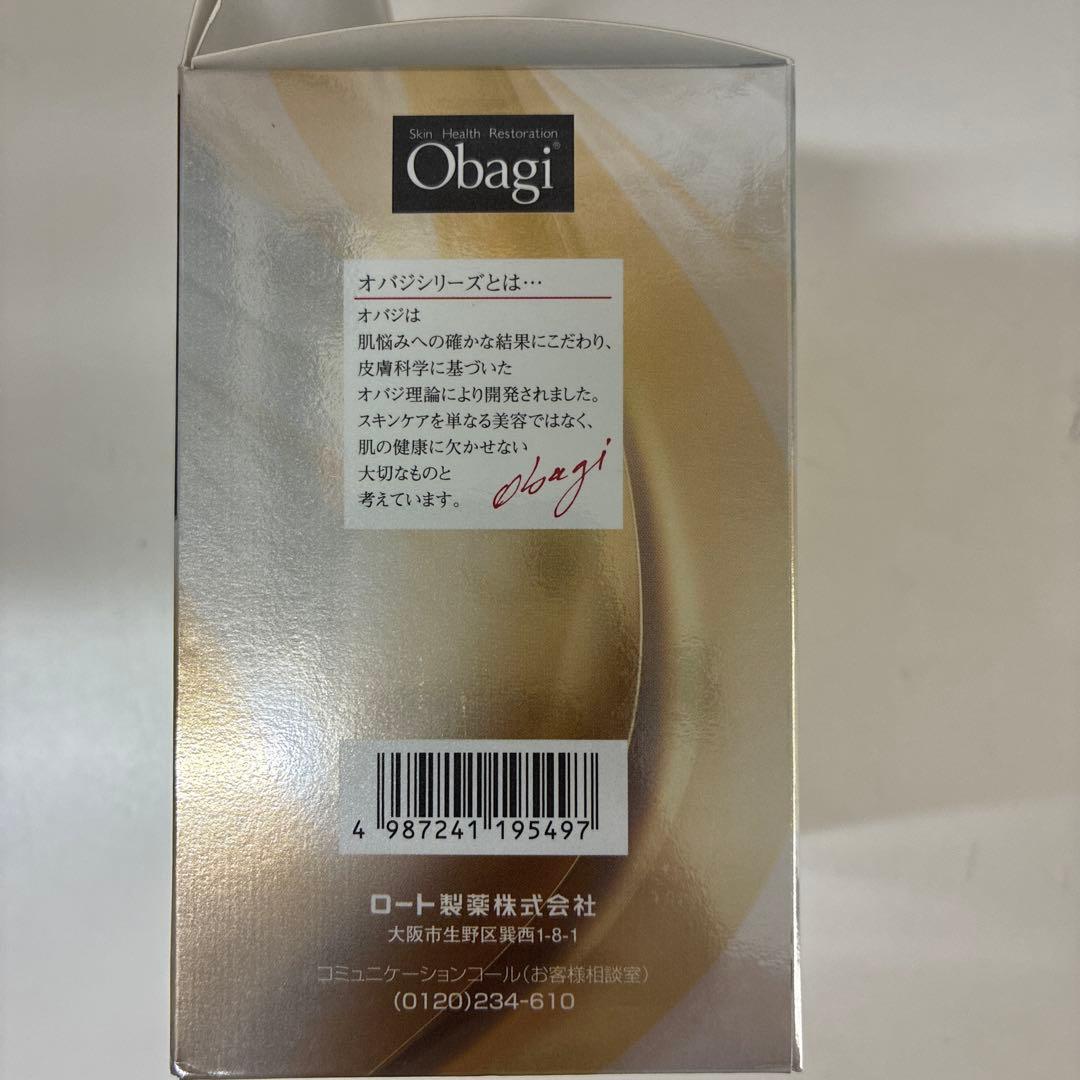 Skin Health Restoration
Obagi®
オバジシリーズとは…
オバジは
肌悩みへの確かな結果にこだわり、
皮膚科学に基づいた
オバジ理論により開発されました。
スキンケアを単なる美容ではなく、
肌の健康に欠かせない
大切なものと
考えています。
obagi
4 987241 195497
ロート製薬株式会社
大阪市生野区巽西1-8-1
コミュニケーションコール(お客様相談室)
(0120)234-610